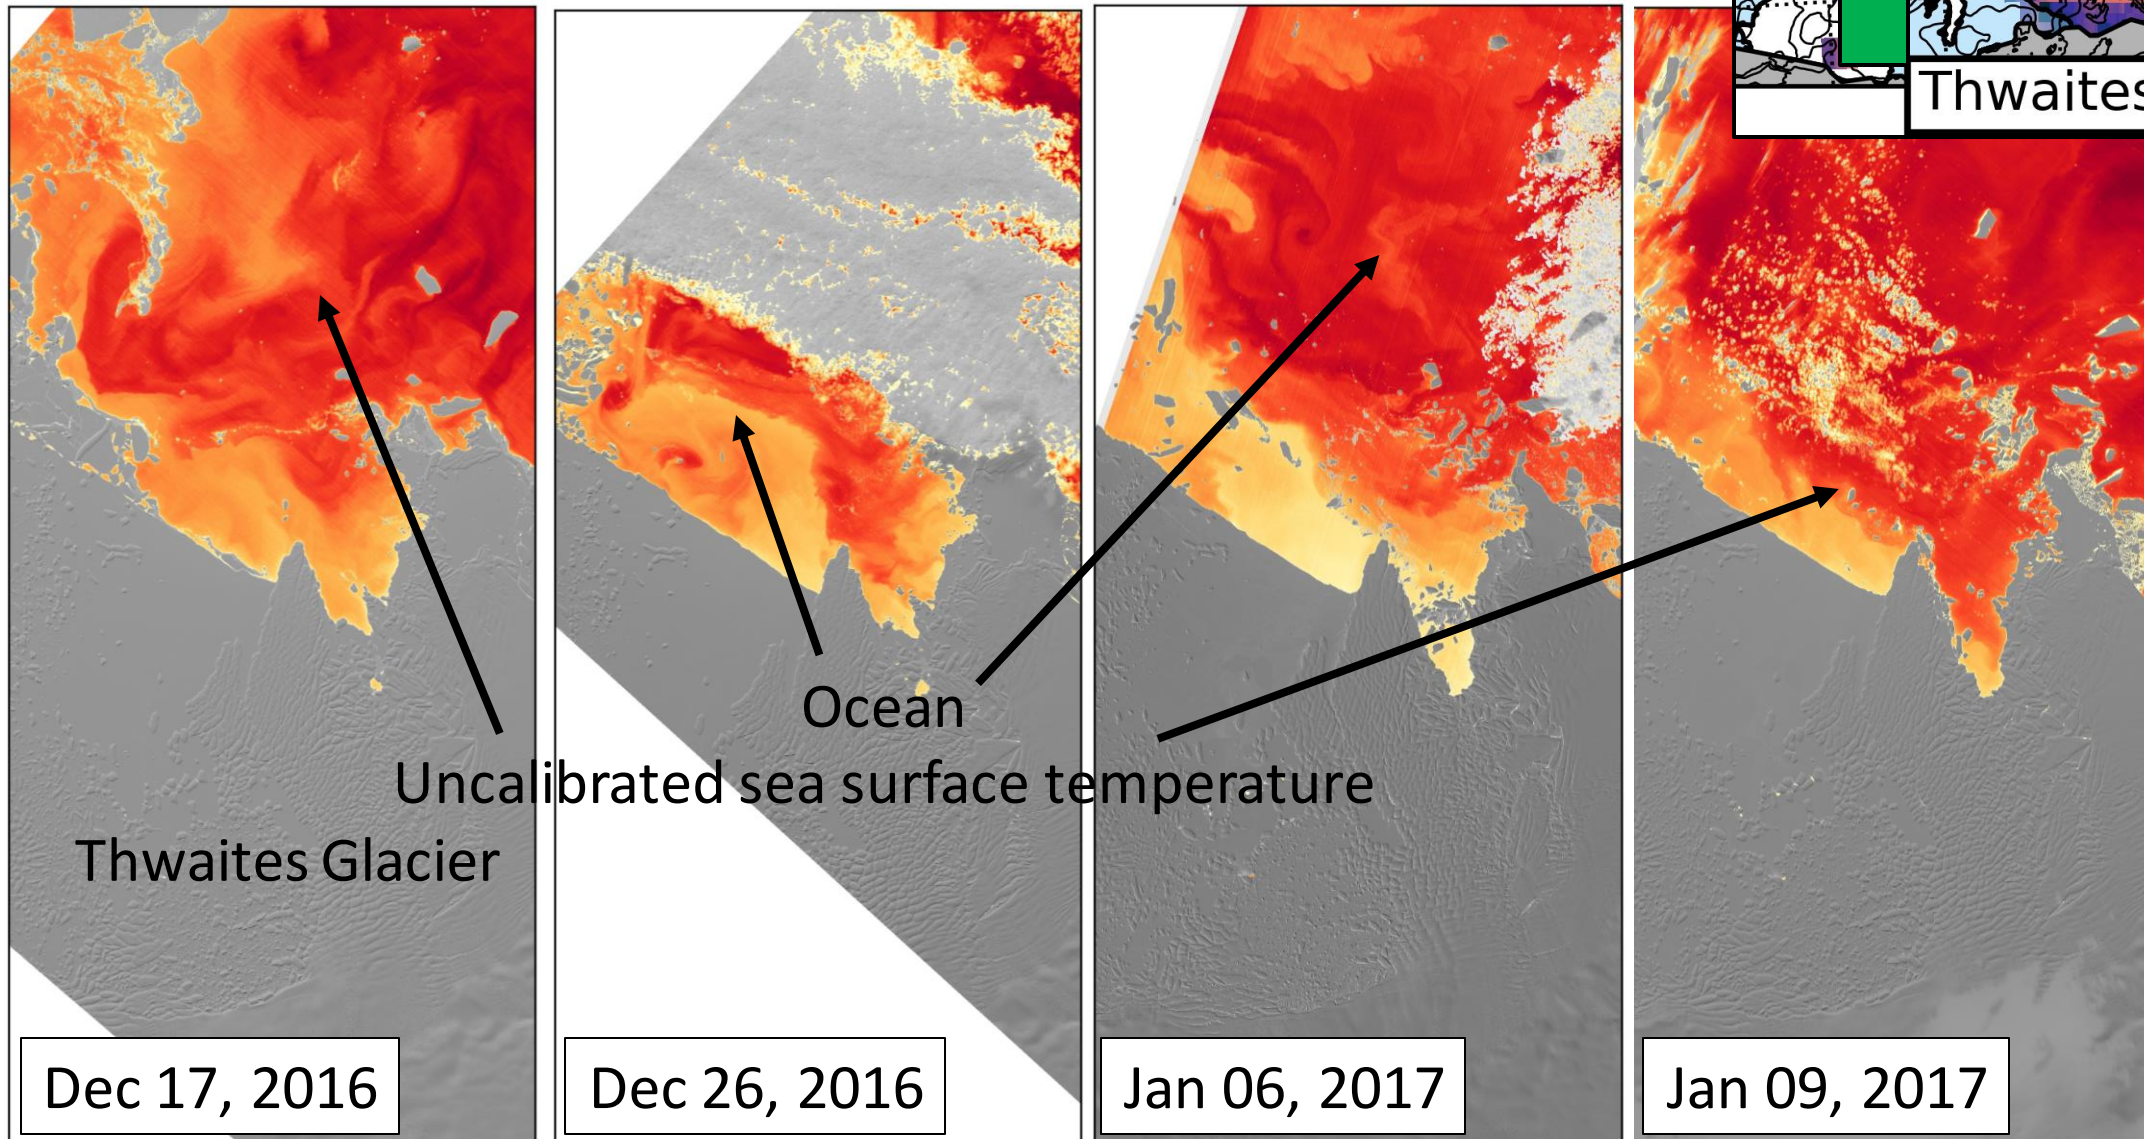 Thwaites
Ocean
Uncalibrated sea surface temperature
Thwaites Glacier
Dec 17, 2016
Dec 26, 2016
Jan 06, 2017
Jan 09, 2017